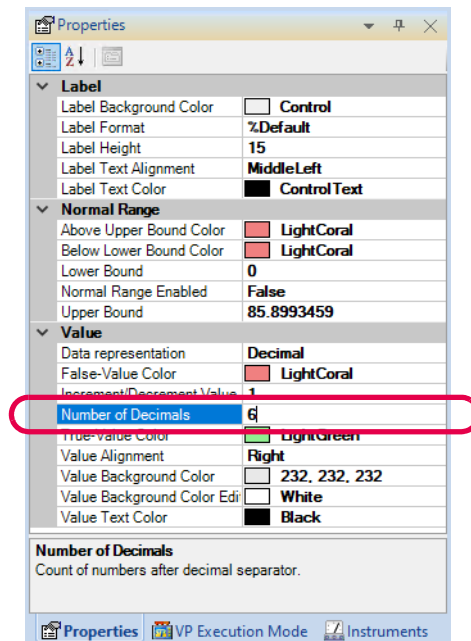 Properties
Label
Label Background Color Control
Label Format %Default
Label Height 15
Label Text Alignment MiddleLeft
Label Text Color ControlText
Normal Range
Above Upper Bound Color LightCoral
Below Lower Bound Color LightCoral
Lower Bound 0
Normal Range Enabled False
Upper Bound 85.8993459
Value
Data representation Decimal
False-Value Color LightCoral
Increment/Decrement Value 1
Number of Decimals 6
True-Value Color LightGreen
Value Alignment Right
Value Background Color 232, 232, 232
Value Background Color Edi White
Value Text Color Black
Number of Decimals
Count of numbers after decimal separator.
Properties VP Execution Mode Instruments